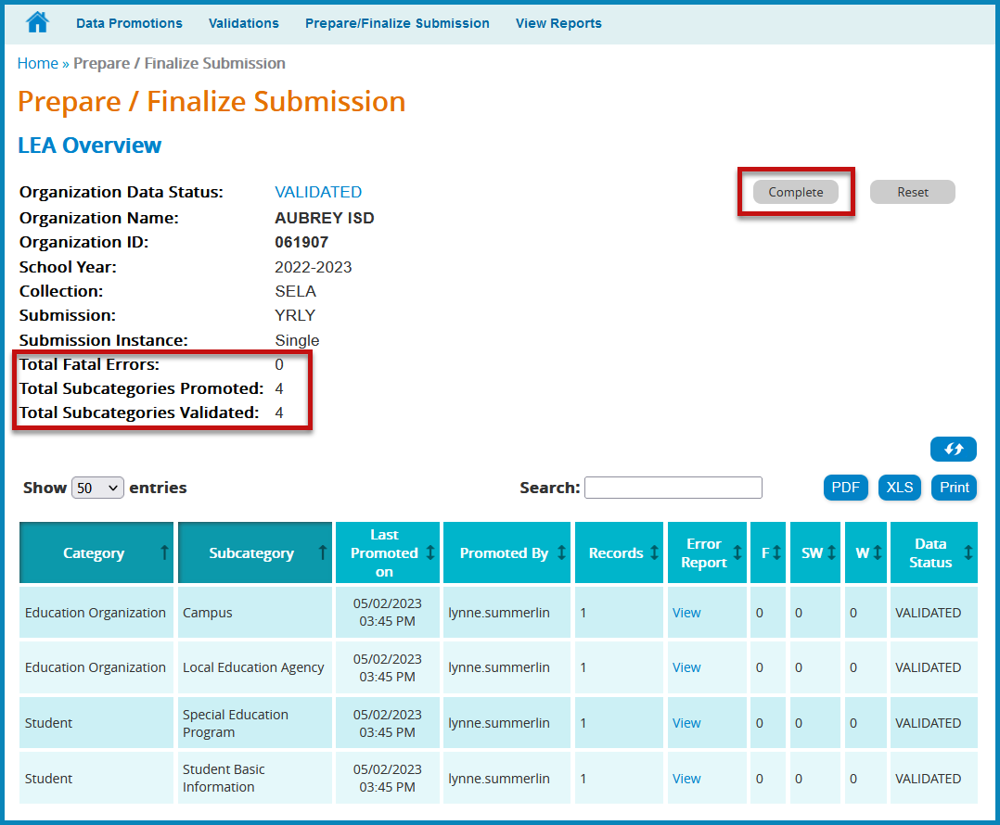 Data Promotions Validations Prepare/Finalize Submission View Reports
Home » Prepare / Finalize Submission
Prepare / Finalize Submission
LEA Overview
Organization Data Status: VALIDATED
Complete Reset
Organization Name: AUBREY ISD
Organization ID: 061907
School Year: 2022-2023
Collection: SELA
Submission: YRLY
Submission Instance: Single
Total Fatal Errors: 0
Total Subcategories Promoted: 4
Total Subcategories Validated: 4
Show 50 entries Search: PDF XLS Print
Category Subcategory Last Promoted on Promoted By Records Error Report F SW W Data Status
Education Organization Campus 05/02/2023 03:45 PM lynne.summerlin 1 View 0 0 0 VALIDATED
Education Organization Local Education Agency 05/02/2023 03:45 PM lynne.summerlin 1 View 0 0 0 VALIDATED
Student Special Education Program 05/02/2023 03:45 PM lynne.summerlin 1 View 0 0 0 VALIDATED
Student Student Basic Information 05/02/2023 03:45 PM lynne.summerlin 1 View 0 0 0 VALIDATED